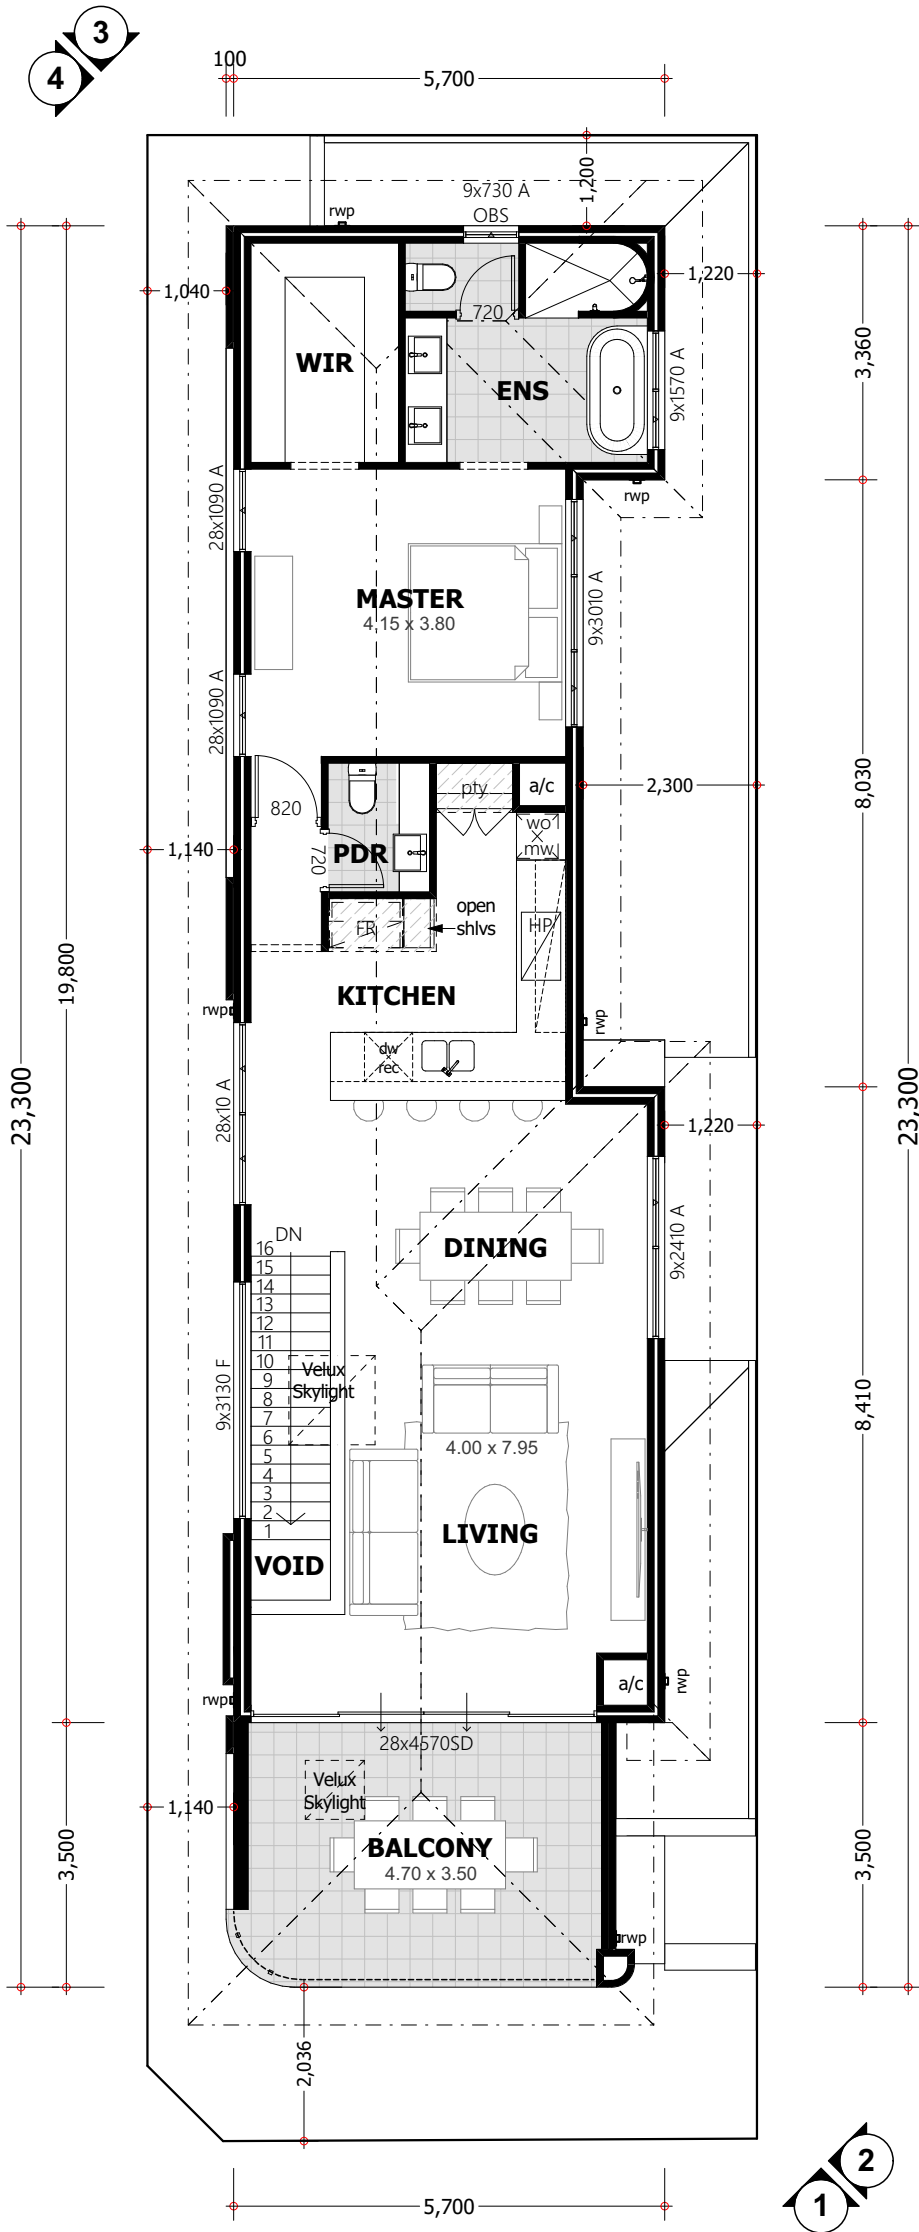 3
4
100
5,700
1,200
9x730 A
OBS
rwp
1,040
1,220
720
WIR
ENS
3,360
9x1570 A
rwp
28x1090 A
MASTER
4.15 x 3.80
9x3010 A
28x1090 A
8,030
2,300
pty
a/c
820
wo
mw
1,140
720
PDR
open
shlvs
FR
HP
19,800
KITCHEN
rwp
rwp
dw
rec
23,300
23,300
28x10 A
1,220
DN
DINING
9x2410 A
16
15
14
13
12
11
10
9
8
7
6
5
4
3
2
1
Velux
Skylight
9x3130 F
8,410
4.00 x 7.95
LIVING
VOID
a/c
rwp
rwp
28x4570SD
Velux
Skylight
1,140
BALCONY
4.70 x 3.50
3,500
3,500
rwp
2,036
2
1
5,700